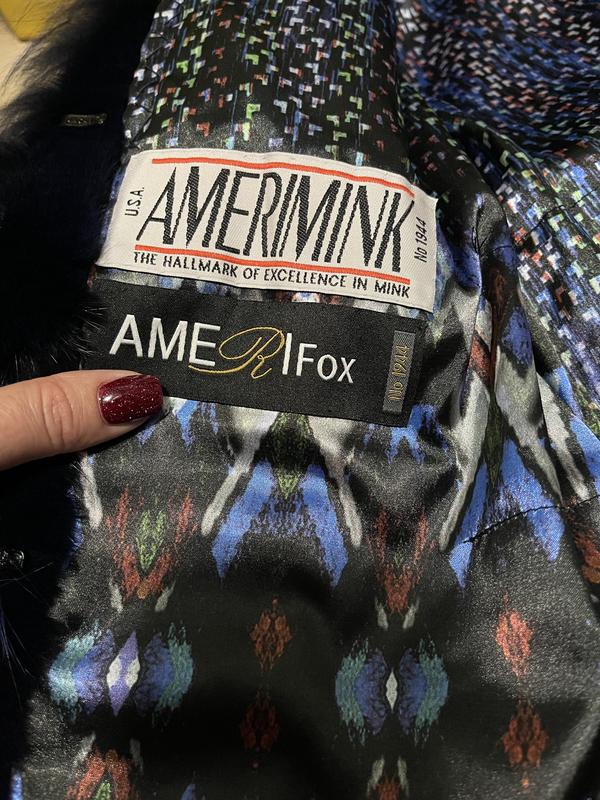 U.S.A.
AMERIMINK
No 1944
THE HALLMARK OF EXCELLENCE IN MINK
AMERIFOX
No 1944